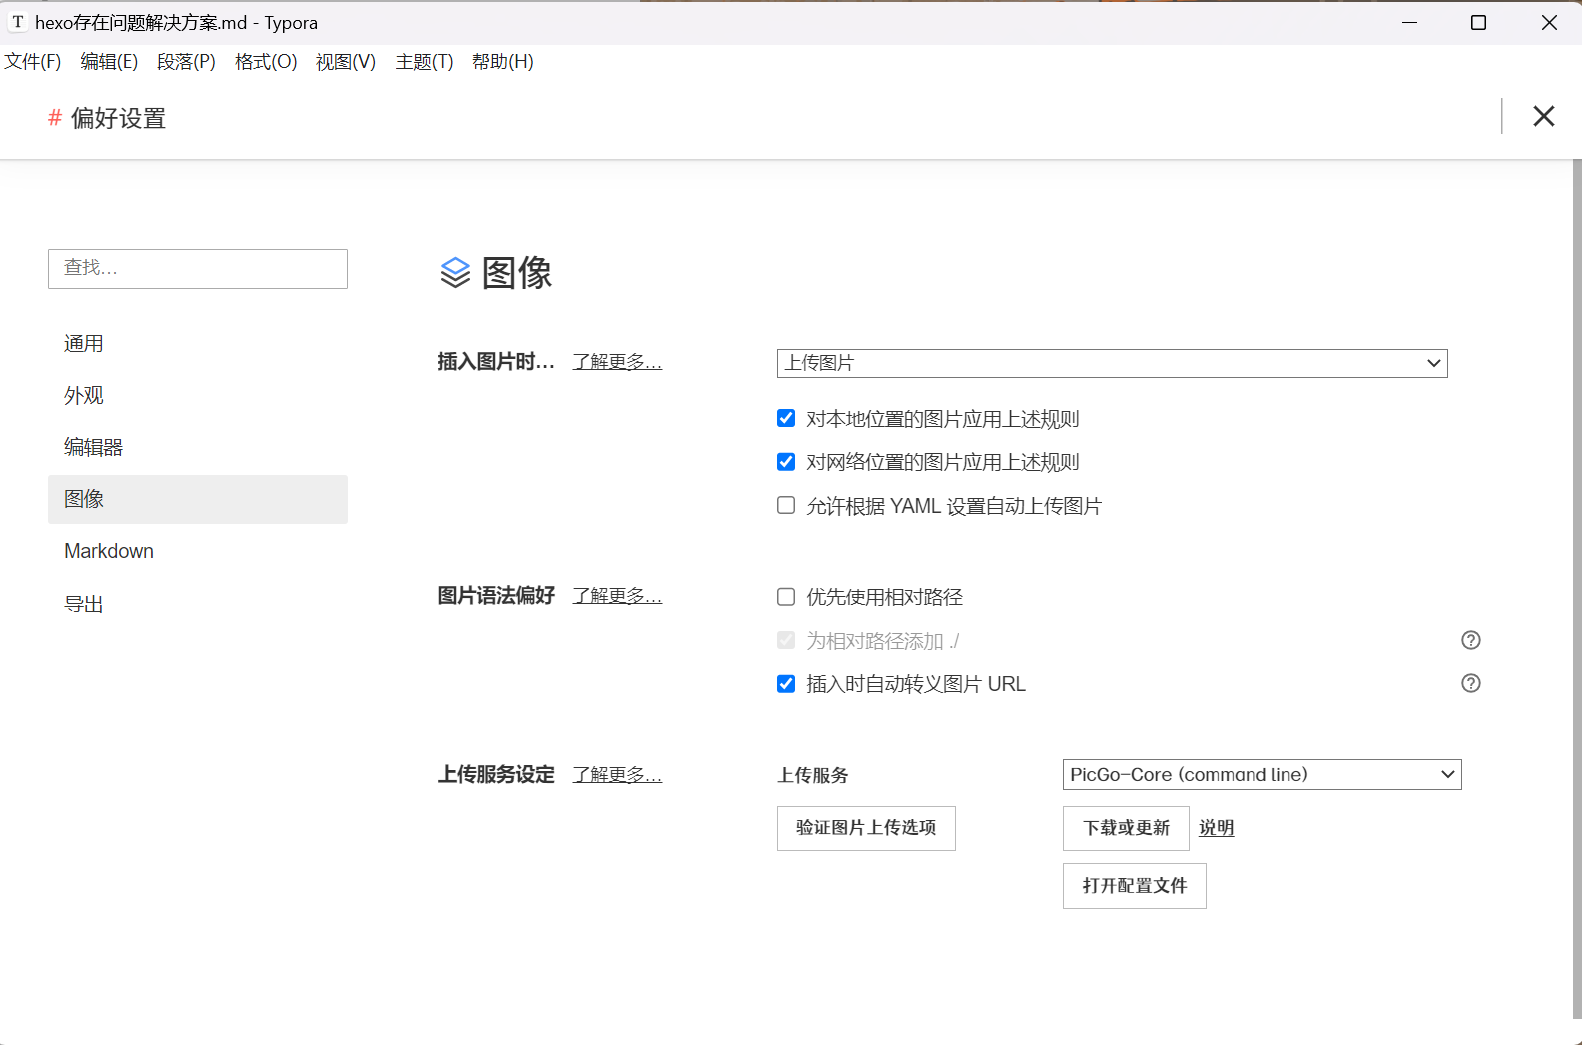 T hexo存在问题解决方案.md - Typora
文件(F) 编辑(E) 段落(P) 格式(O) 视图(V) 主题(T) 帮助(H)
# 偏好设置
查找...
通用
外观
编辑器
图像
Markdown
导出
图像
插入图片时... 了解更多... 上传图片
对本地位置的图片应用上述规则
对网络位置的图片应用上述规则
允许根据 YAML 设置自动上传图片
图片语法偏好 了解更多... 优先使用相对路径
为相对路径添加 ./
插入时自动转义图片 URL
上传服务设定 了解更多... 上传服务 PicGo-Core (command line)
验证图片上传选项 下载或更新 说明
打开配置文件